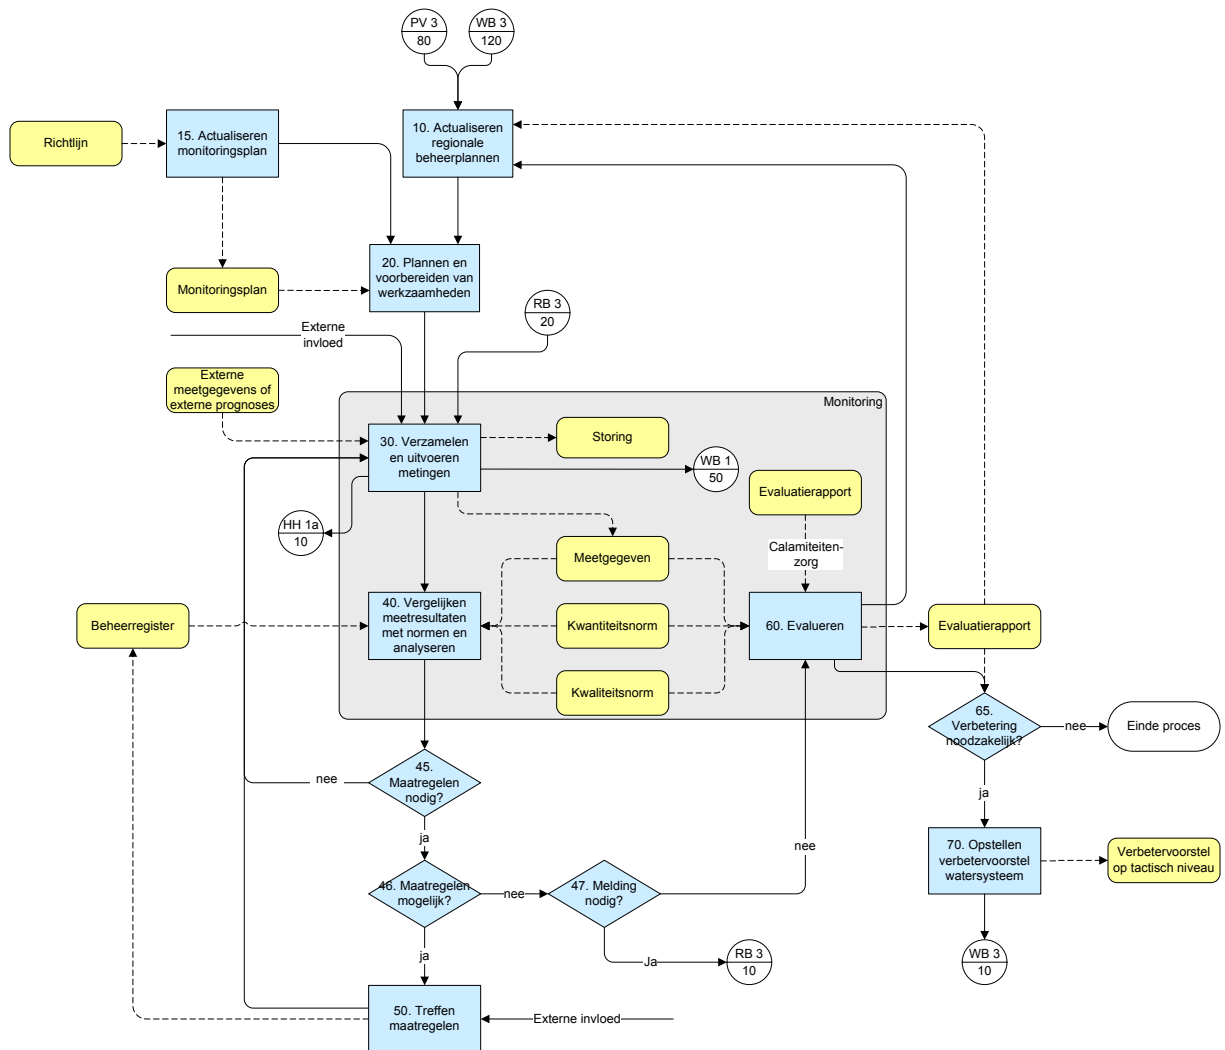 PV 3
80
WB 3
120
Richtlijn
15. Actualiseren
monitoringsplan
10. Actualiseren
regionale
beheerplannen
Monitoringsplan
20. Plannen en
voorbereiden van
werkzaamheden
RB 3
20
Externe
invloed
Externe
meetgegevens of
externe prognoses
Monitoring
30. Verzamelen
en uitvoeren
metingen
Storing
WB 1
50
Evaluatierapport
HH 1a
10
Meetgegeven
Calamiteiten-
zorg
Beheerregister
40. Vergelijken
meetresultaten
met normen en
analyseren
Kwantiteitsnorm
60. Evalueren
Evaluatierapport
Kwaliteitsnorm
65.
Verbetering
noodzakelijk?
nee
Einde proces
45.
Maatregelen
nodig?
nee
ja
ja
46. Maatregelen
mogelijk?
nee
47. Melding
nodig?
nee
70. Opstellen
verbetervoorstel
watersysteem
Verbetervoorstel
op tactisch niveau
ja
Ja
RB 3
10
WB 3
10
50. Treffen
maatregelen
Externe invloed